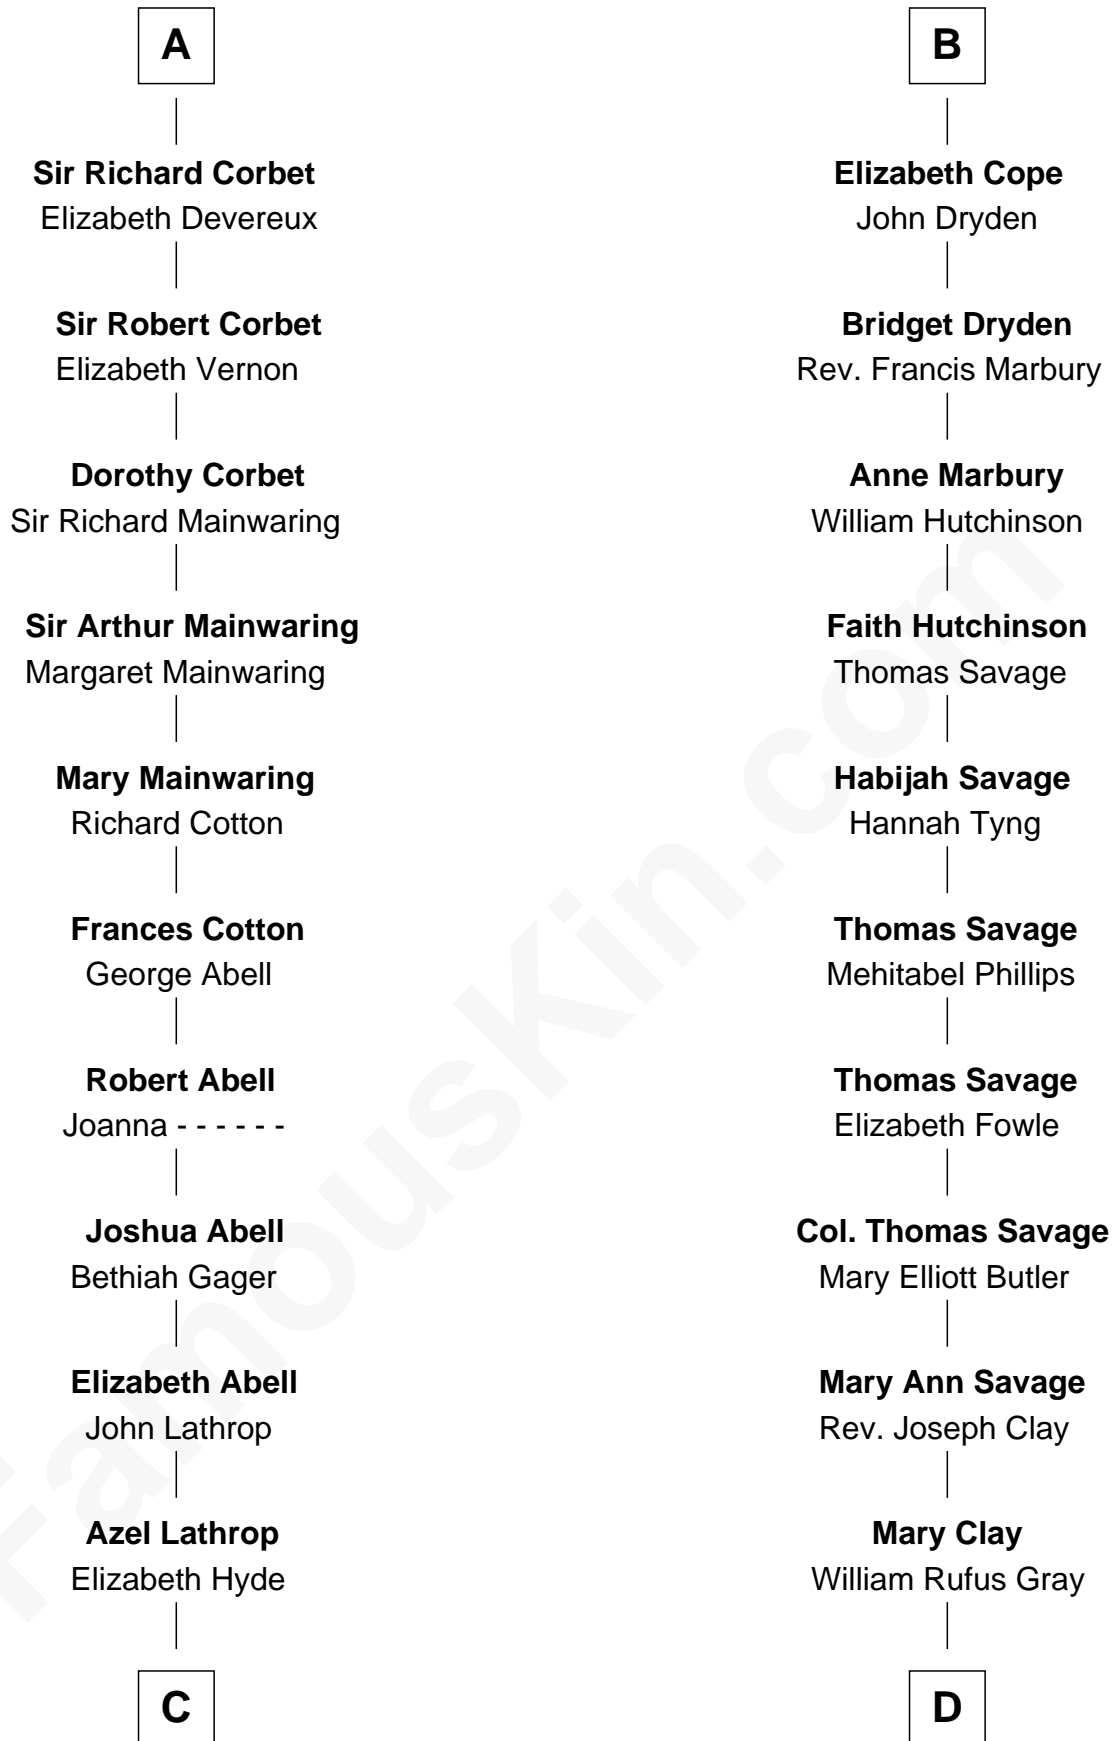 A
Sir Richard Corbet
Elizabeth Devereux
Sir Robert Corbet
Elizabeth Vernon
Dorothy Corbet
Sir Richard Mainwaring
Sir Arthur Mainwaring
Margaret Mainwaring
Mary Mainwaring
Richard Cotton
Frances Cotton
George Abell
Robert Abell
Joanna - - - - - -
Joshua Abell
Bethiah Gager
Elizabeth Abell
John Lathrop
Azel Lathrop
Elizabeth Hyde
C
B
Elizabeth Cope
John Dryden
Bridget Dryden
Rev. Francis Marbury
Anne Marbury
William Hutchinson
Faith Hutchinson
Thomas Savage
Habijah Savage
Hannah Tyng
Thomas Savage
Mehitabel Phillips
Thomas Savage
Elizabeth Fowle
Col. Thomas Savage
Mary Elliott Butler
Mary Ann Savage
Rev. Joseph Clay
Mary Clay
William Rufus Gray
D
FamousKin.com